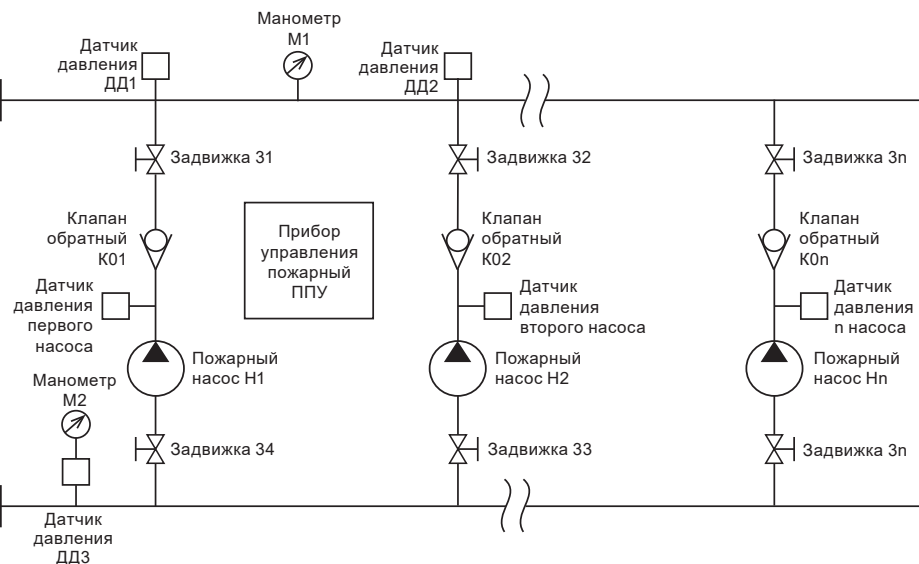 Датчик
давления
ДД1
Манометр
М1
Датчик
давления
ДД2
Задвижка 31
Задвижка 32
Задвижка 3n
Клапан
обратный
К01
Прибор
управления
пожарный
ППУ
Клапан
обратный
К02
Клапан
обратный
К0n
Датчик
давления
первого
насоса
Датчик
давления
второго насоса
Датчик
давления
n насоса
Пожарный
насос Н1
Пожарный
насос Н2
Пожарный
насос Нn
Манометр
М2
Задвижка 34
Задвижка 33
Задвижка 3n
Датчик
давления
ДД3